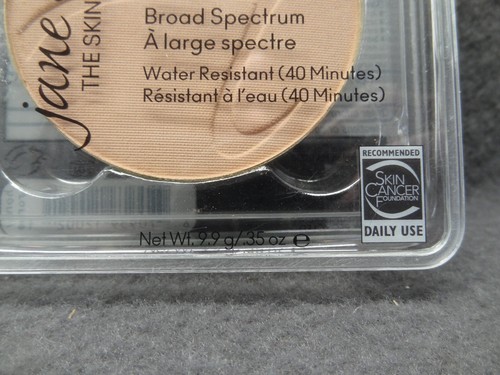 jane
THE SKIN
Broad Spectrum
À large spectre
Water Resistant (40 Minutes)
Résistant à l'eau (40 Minutes)
RECOMMENDED
SKIN
CANCER
FOUNDATION
DAILY USE
Net Wt. 9.9 g/.35 oz e